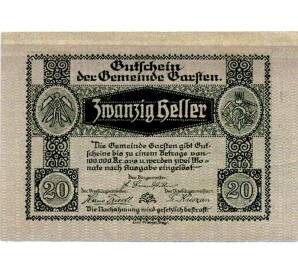 Gutschein
der Gemeinde Garsten.
Zwanzig Heller
Die Gemeinde Garsten gibt Gut-
scheine bis zu einem Betrage von
100.000 Kr. aus u. werden zwei Mo-
nate nach Ausgabe eingelöst.
Der Bürgermeister:
20
20
Die Nachahmung wird gesetzlich bestraft.